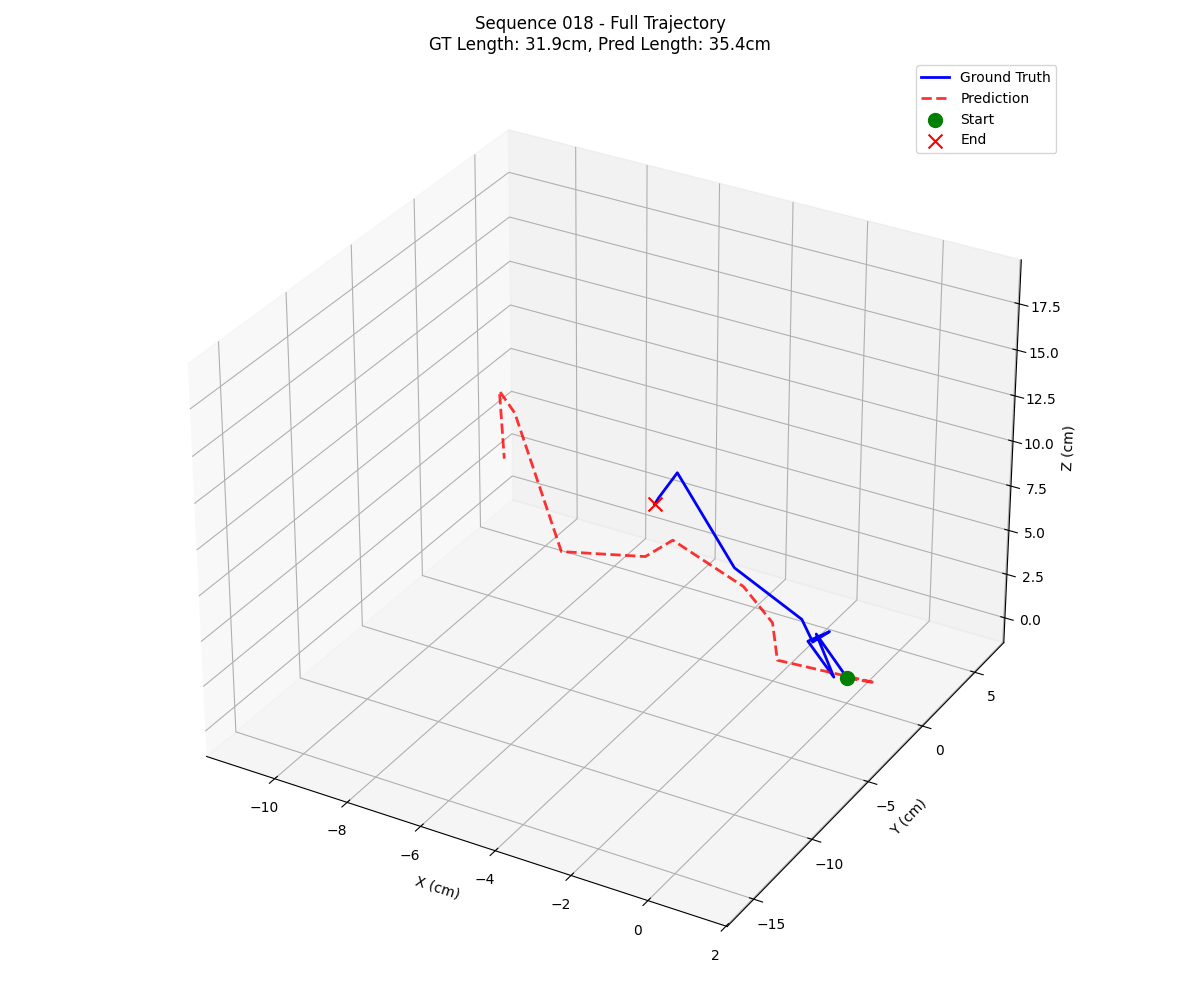 Sequence 018 - Full Trajectory
GT Length: 31.9cm, Pred Length: 35.4cm
Ground Truth
Prediction
Start
End
17.5
15.0
12.5
10.0
7.5
5.0
2.5
0.0
Z (cm)
5
0
−5
−10
−15
Y (cm)
−10
−8
−6
−4
−2
0
2
X (cm)